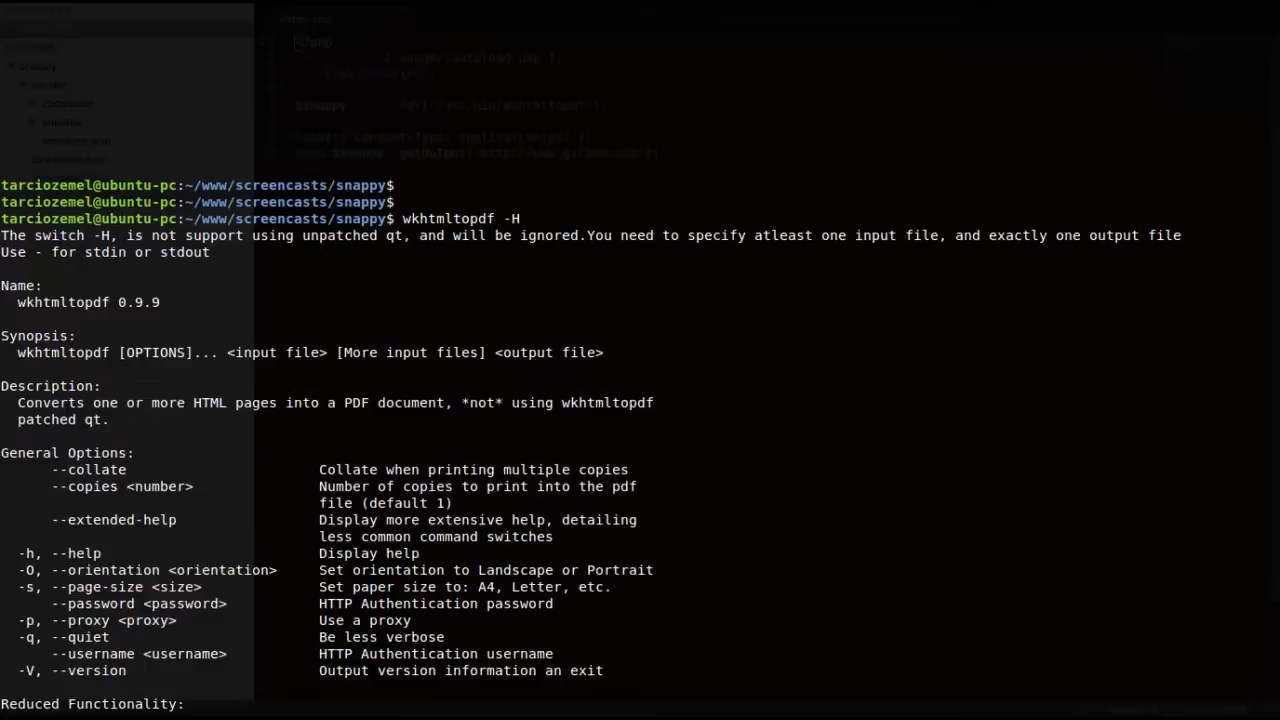 tarciozemel@ubuntu-pc:~/www/screencasts/snappy$
tarciozemel@ubuntu-pc:~/www/screencasts/snappy$
tarciozemel@ubuntu-pc:~/www/screencasts/snappy$ wkhtmltopdf -H
The switch -H, is not support using unpatched qt, and will be ignored.You need to specify atleast one input file, and exactly one output file
Use - for stdin or stdout
Name:
wkhtmltopdf 0.9.9
Synopsis:
wkhtmltopdf [OPTIONS]... <input file> [More input files] <output file>
Description:
Converts one or more HTML pages into a PDF document, *not* using wkhtmltopdf
patched qt.
General Options:
--collate Collate when printing multiple copies
--copies <number> Number of copies to print into the pdf
file (default 1)
--extended-help Display more extensive help, detailing
less common command switches
-h, --help Display help
-O, --orientation <orientation> Set orientation to Landscape or Portrait
-s, --page-size <size> Set paper size to: A4, Letter, etc.
--password <password> HTTP Authentication password
-p, --proxy <proxy> Use a proxy
-q, --quiet Be less verbose
--username <username> HTTP Authentication username
-V, --version Output version information an exit
Reduced Functionality: